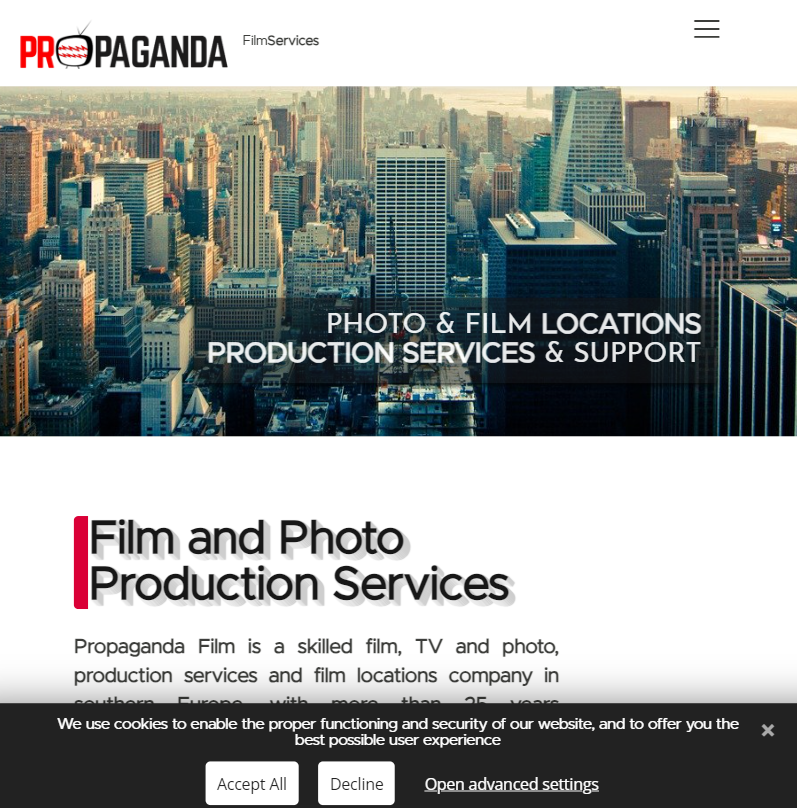 PROPAGANDA FilmServices
PHOTO & FILM LOCATIONS
PRODUCTION SERVICES & SUPPORT
Film and Photo
Production Services
Propaganda Film is a skilled film, TV and photo,
production services and film locations company in
southern Europe, with more than 25 years
We use cookies to enable the proper functioning and security of our website, and to offer you the
best possible user experience
Accept All Decline Open advanced settings